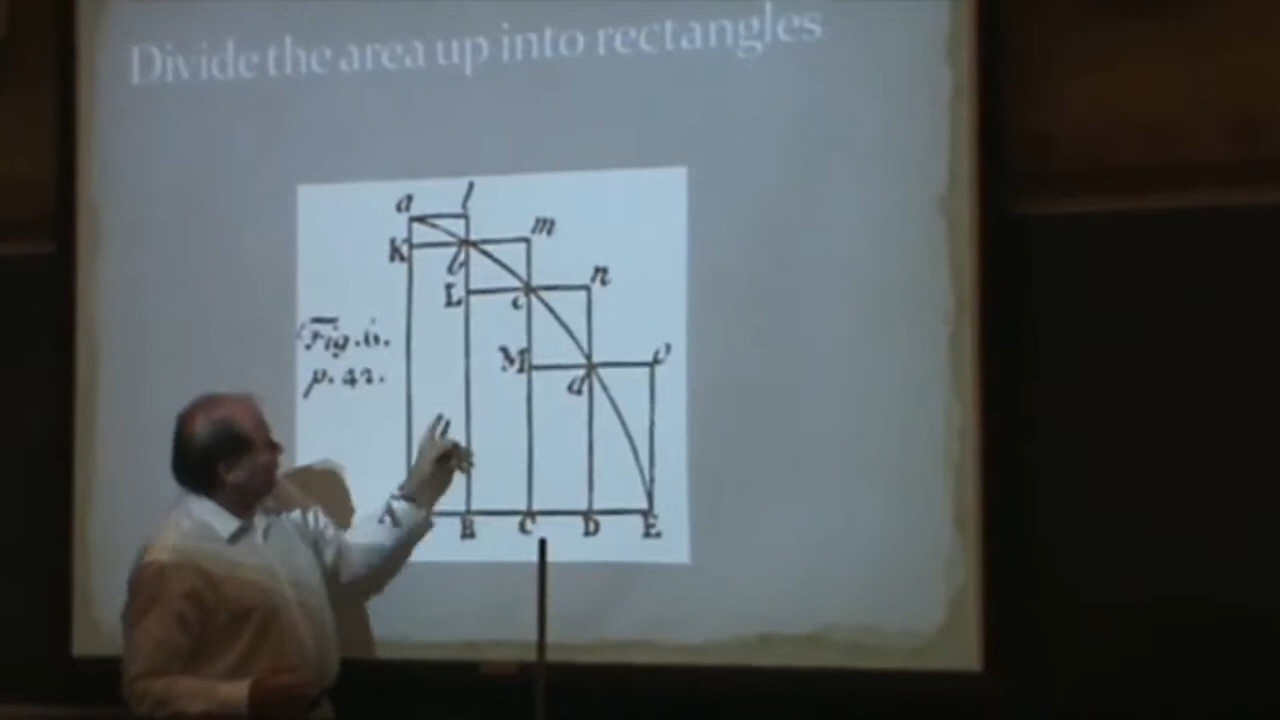 Divide the area up into rectangles
a l
m
K
b
n
L c
M o
d
Fig. 6.
p. 42.
B C D E